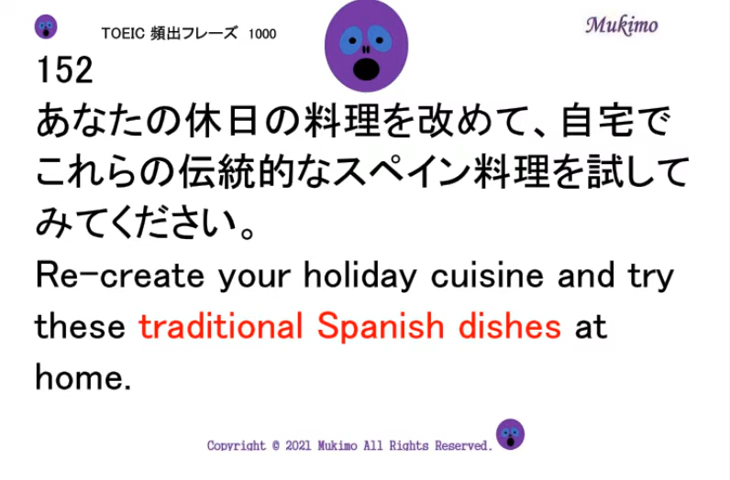 TOEIC 頻出フレーズ 1000
Mukimo
152
あなたの休日の料理を改めて、自宅で
これらの伝統的なスペイン料理を試して
みてください。
Re-create your holiday cuisine and try
these traditional Spanish dishes at
home.
Copyright © 2021 Mukimo All Rights Reserved.